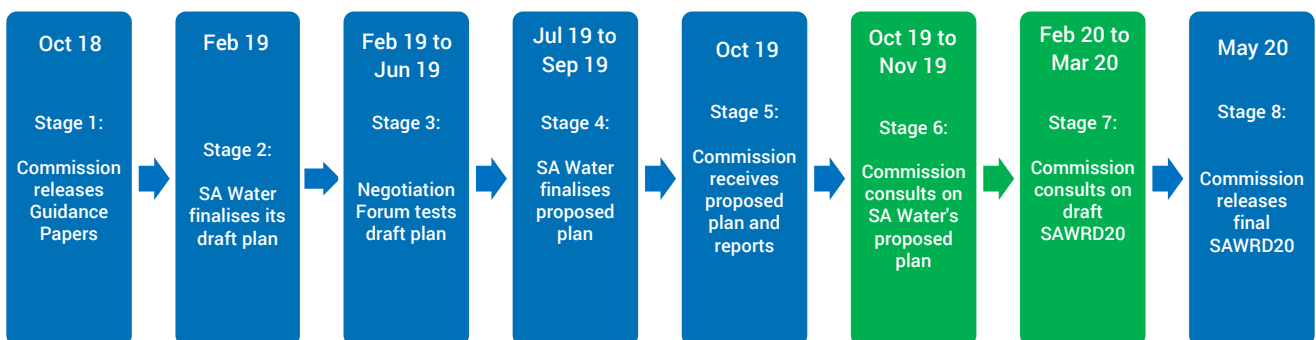 Oct 18
Stage 1:
Commission
releases
Guidance
Papers
Feb 19
Stage 2:
SA Water
finalises its
draft plan
Feb 19 to
Jun 19
Stage 3:
Negotiation
Forum tests
draft plan
Jul 19 to
Sep 19
Stage 4:
SA Water
finalises
proposed
plan
Oct 19
Stage 5:
Commission
receives
proposed
plan and
reports
Oct 19 to
Nov 19
Stage 6:
Commission
consults on
SA Water's
proposed
plan
Feb 20 to
Mar 20
Stage 7:
Commission
consults on
draft
SAWRD20
May 20
Stage 8:
Commission
releases
final
SAWRD20